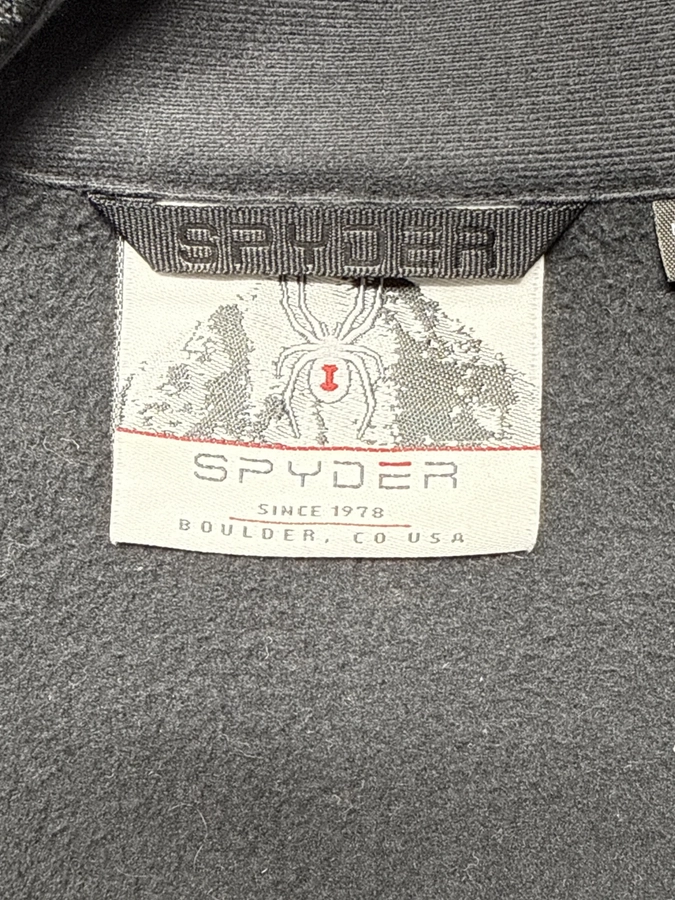 SPYDER
SPYDER
SINCE 1978
BOULDER, CO USA